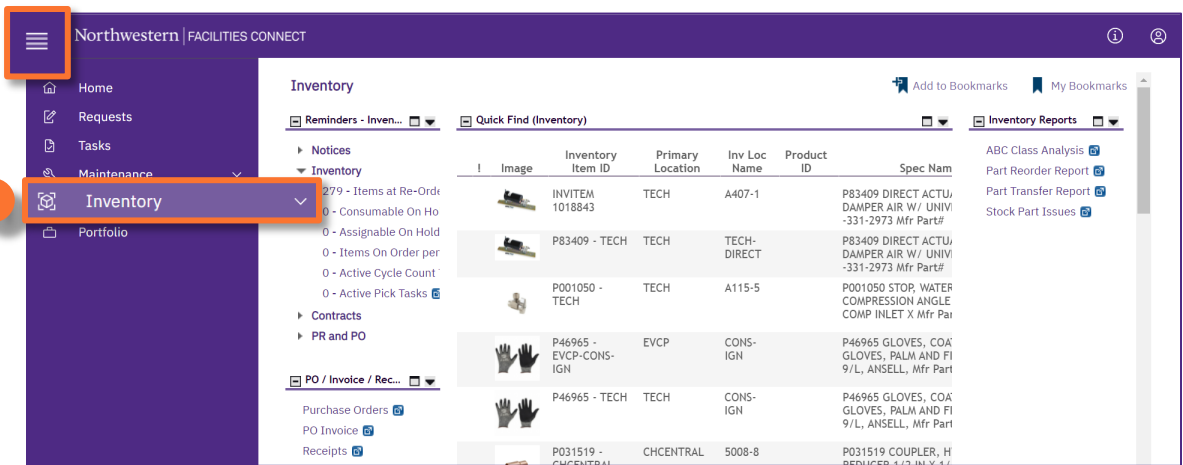 Northwestern | FACILITIES CONNECT
Home
Requests
Tasks
Maintenance
Inventory
Portfolio
Inventory
Add to Bookmarks
My Bookmarks
Reminders - Inven...
Notices
Inventory
279 - Items at Re-Orde
0 - Consumable On Ho
0 - Assignable On Hold
0 - Items On Order per
0 - Active Cycle Count
0 - Active Pick Tasks
Contracts
PR and PO
PO / Invoice / Rec...
Purchase Orders
PO Invoice
Receipts
Quick Find (Inventory)
! Image Inventory Item ID Primary Location Inv Loc Name Product ID Spec Nam
INVITEM 1018843 TECH A407-1 P83409 DIRECT ACTU
DAMPER AIR W/ UNIV
-331-2973 Mfr Part#
P83409 - TECH TECH TECH-DIRECT P83409 DIRECT ACTU
DAMPER AIR W/ UNIV
-331-2973 Mfr Part#
P001050 - TECH TECH A115-5 P001050 STOP, WATER
COMPRESSION ANGLE
COMP INLET X Mfr Par
P46965 - EVCP-CONS-IGN EVCP CONS-IGN P46965 GLOVES, COA
GLOVES, PALM AND FI
9/L, ANSELL, Mfr Part
P46965 - TECH TECH CONS-IGN P46965 GLOVES, COA
GLOVES, PALM AND FI
9/L, ANSELL, Mfr Part
P031519 - CHCENTRAL CHCENTRAL 5008-8 P031519 COUPLER, H
REDUCER 1/2 IN X 1/
Inventory Reports
ABC Class Analysis
Part Reorder Report
Part Transfer Report
Stock Part Issues